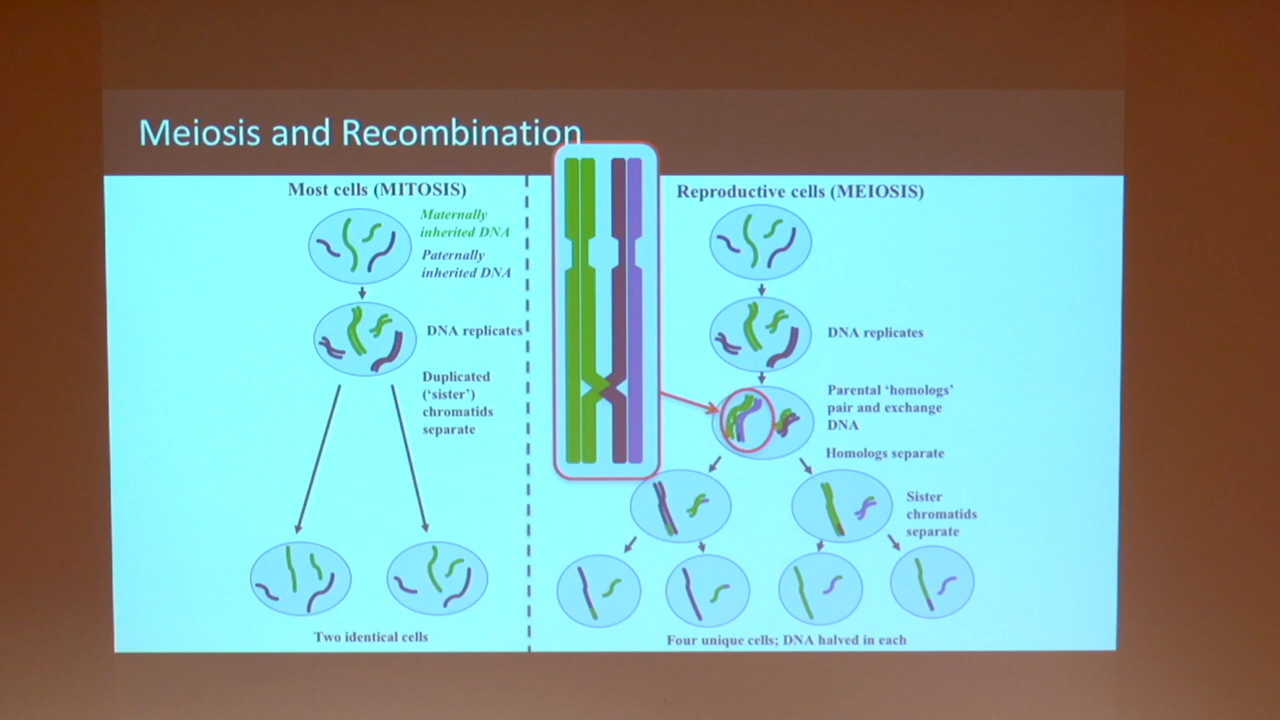 Meiosis and Recombination
Most cells (MITOSIS)
Maternally
inherited DNA
Paternally
inherited DNA
DNA replicates
Duplicated
(‘sister’)
chromatids
separate
Two identical cells
Reproductive cells (MEIOSIS)
DNA replicates
Parental ‘homologs’
pair and exchange
DNA
Homologs separate
Sister
chromatids
separate
Four unique cells; DNA halved in each